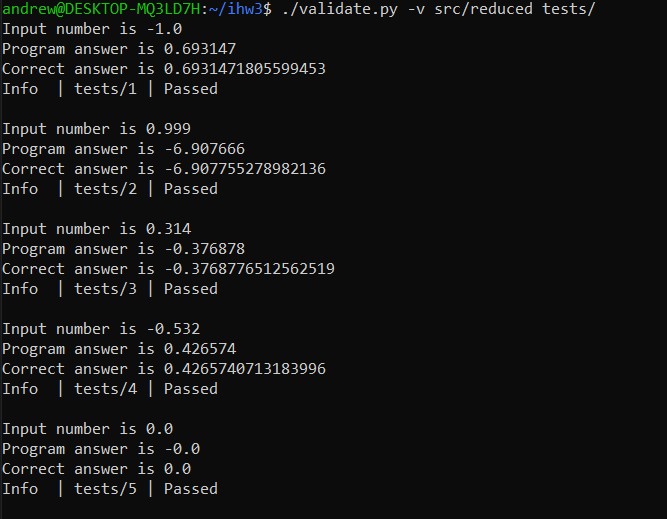 andrew@DESKTOP-MQ3LD7H:~/ihw3$ ./validate.py -v src/reduced tests/
Input number is -1.0
Program answer is 0.693147
Correct answer is 0.6931471805599453
Info  | tests/1 | Passed

Input number is 0.999
Program answer is -6.907666
Correct answer is -6.907755278982136
Info  | tests/2 | Passed

Input number is 0.314
Program answer is -0.376878
Correct answer is -0.3768776512562519
Info  | tests/3 | Passed

Input number is -0.532
Program answer is 0.426574
Correct answer is 0.4265740713183996
Info  | tests/4 | Passed

Input number is 0.0
Program answer is -0.0
Correct answer is 0.0
Info  | tests/5 | Passed